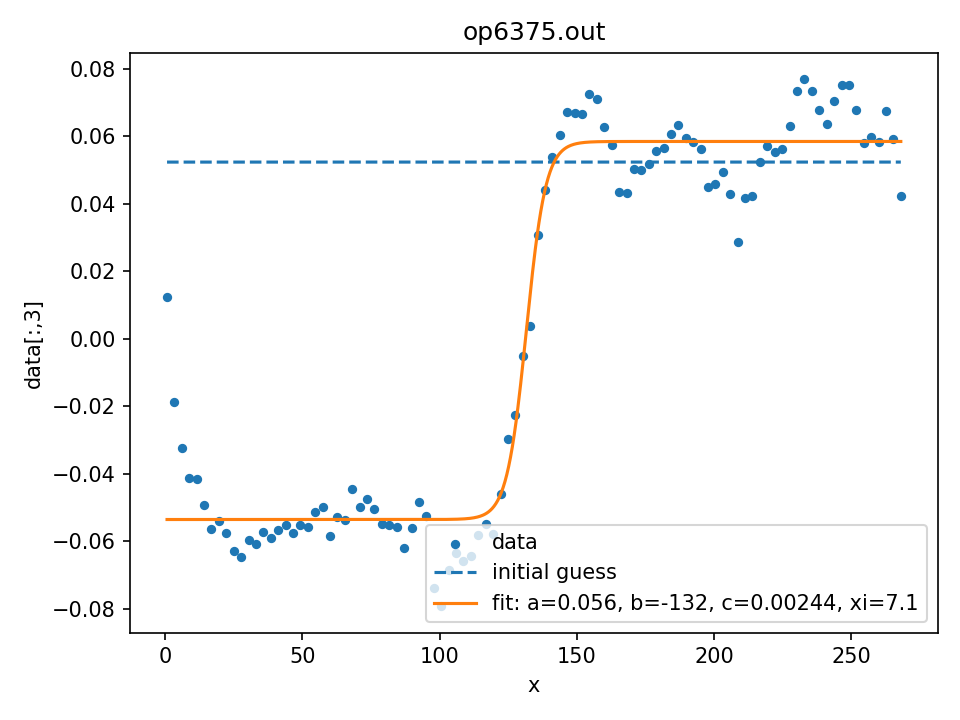 op6375.out
0.08
0.06
0.04
0.02
0.00
−0.02
−0.04
−0.06
−0.08
data[:,3]
data
initial guess
fit: a=0.056, b=-132, c=0.00244, xi=7.1
0 50 100 150 200 250
x